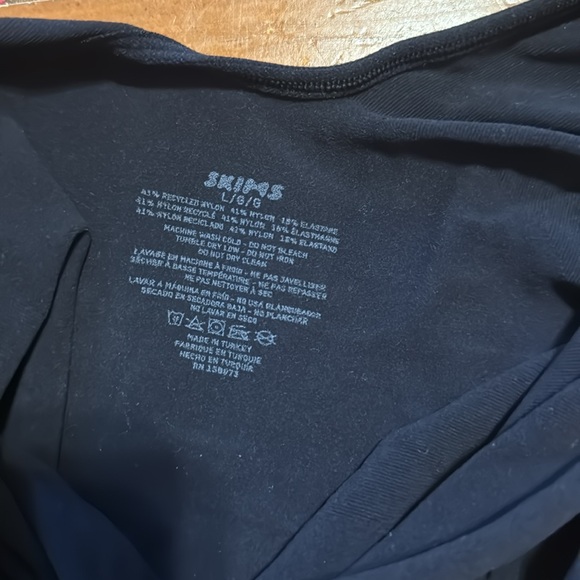 SKIMS
L/G/G
41% RECYCLED NYLON 41% NYLON 18% ELASTANE
41% NYLON RECYCLÉ 41% NYLON 18% ÉLASTHANNE
41% NYLON RECICLADO 41% NYLON 18% ELASTANO
MACHINE WASH COLD - DO NOT BLEACH
TUMBLE DRY LOW - DO NOT IRON
DO NOT DRY CLEAN
LAVAGE EN MACHINE À FROID - NE PAS JAVELLISER
SÉCHER À BASSE TEMPÉRATURE - NE PAS REPASSER
NE PAS NETTOYER À SEC
LAVAR A MÁQUINA EN FRÍO - NO USA BLANQUEADOR
SECADO EN SECADORA BAJA - NO PLANCHAR
NO LAVAR EN SECO
MADE IN TURKEY
FABRIQUÉ EN TURQUIE
HECHO EN TURQUÍA
RN 158973